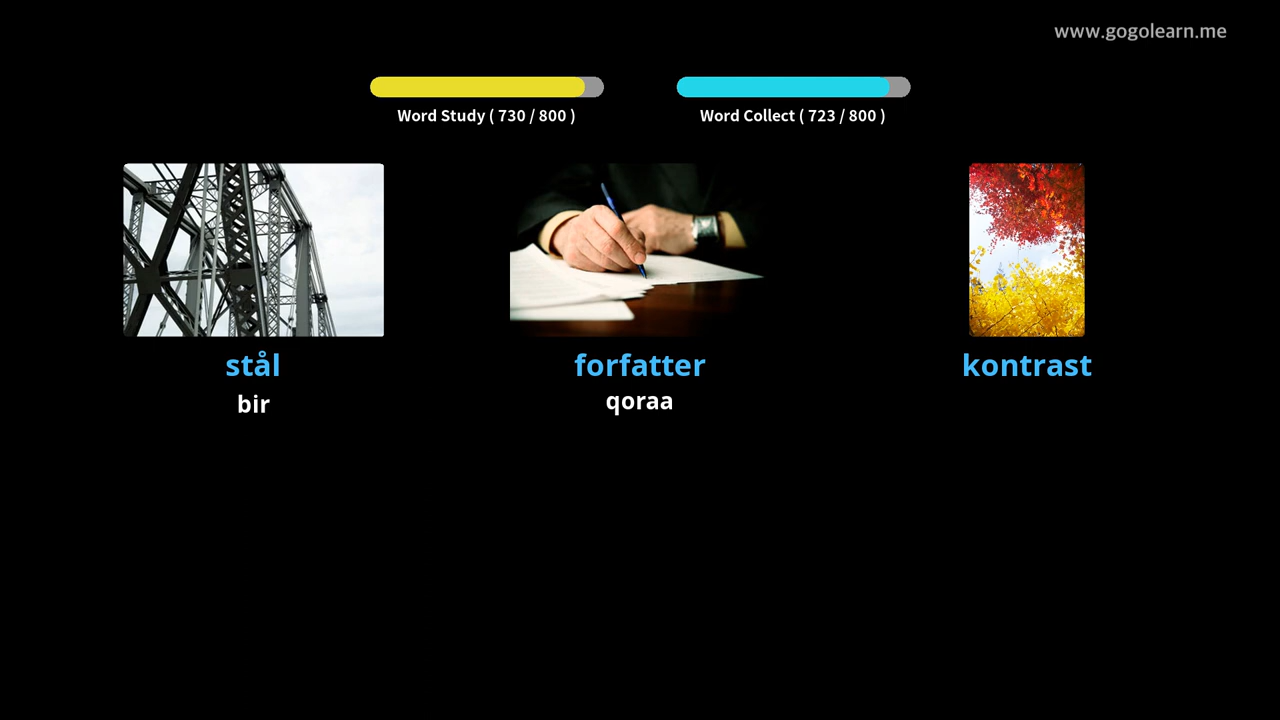 www.gogolearn.me
Word Study ( 730 / 800 )
Word Collect ( 723 / 800 )
stål
forfatter
kontrast
bir
qoraa